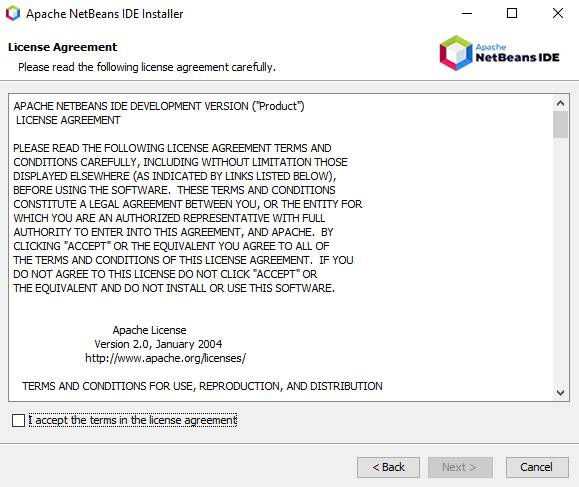 Apache NetBeans IDE Installer
License Agreement
Please read the following license agreement carefully.
Apache
NetBeans IDE
APACHE NETBEANS IDE DEVELOPMENT VERSION ("Product")
LICENSE AGREEMENT
PLEASE READ THE FOLLOWING LICENSE AGREEMENT TERMS AND
CONDITIONS CAREFULLY, INCLUDING WITHOUT LIMITATION THOSE
DISPLAYED ELSEWHERE (AS INDICATED BY LINKS LISTED BELOW),
BEFORE USING THE SOFTWARE.  THESE TERMS AND CONDITIONS
CONSTITUTE A LEGAL AGREEMENT BETWEEN YOU, OR THE ENTITY FOR
WHICH YOU ARE AN AUTHORIZED REPRESENTATIVE WITH FULL
AUTHORITY TO ENTER INTO THIS AGREEMENT, AND APACHE.  BY
CLICKING "ACCEPT" OR THE EQUIVALENT YOU AGREE TO ALL OF
THE TERMS AND CONDITIONS OF THIS LICENSE AGREEMENT.  IF YOU
DO NOT AGREE TO THIS LICENSE DO NOT CLICK "ACCEPT" OR
THE EQUIVALENT AND DO NOT INSTALL OR USE THIS SOFTWARE.
Apache License
Version 2.0, January 2004
http://www.apache.org/licenses/
TERMS AND CONDITIONS FOR USE, REPRODUCTION, AND DISTRIBUTION
I accept the terms in the license agreement
< Back
Next >
Cancel